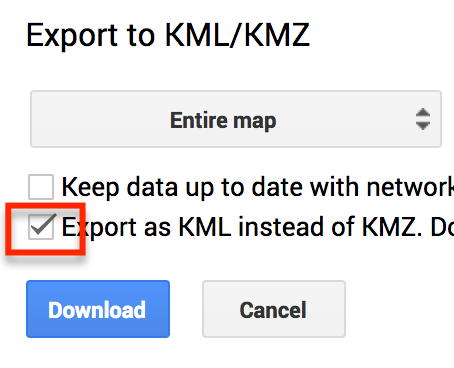 Export to KML/KMZ
Entire map
Keep data up to date with network
Export as KML instead of KMZ. Do
Download
Cancel